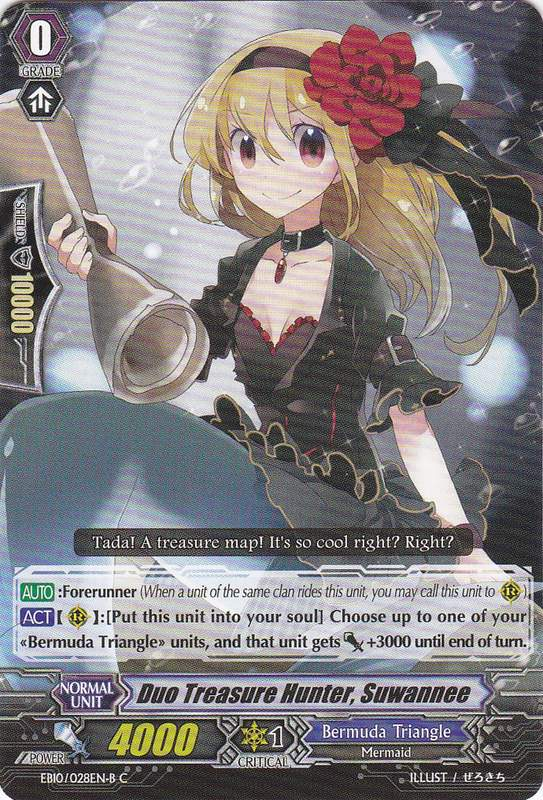 0
GRADE
SHIELD
10000
Tada! A treasure map! It's so cool right? Right?
AUTO :Forerunner (When a unit of the same clan rides this unit, you may call this unit to R.)
ACT【R】:[Put this unit into your soul] Choose up to one of your
«Bermuda Triangle» units, and that unit gets +3000 until end of turn.
NORMAL
UNIT
Duo Treasure Hunter, Suwannee
POWER
4000
1
CRITICAL
Bermuda Triangle
Mermaid
EB10/028EN-B C
ILLUST / ぜろきち